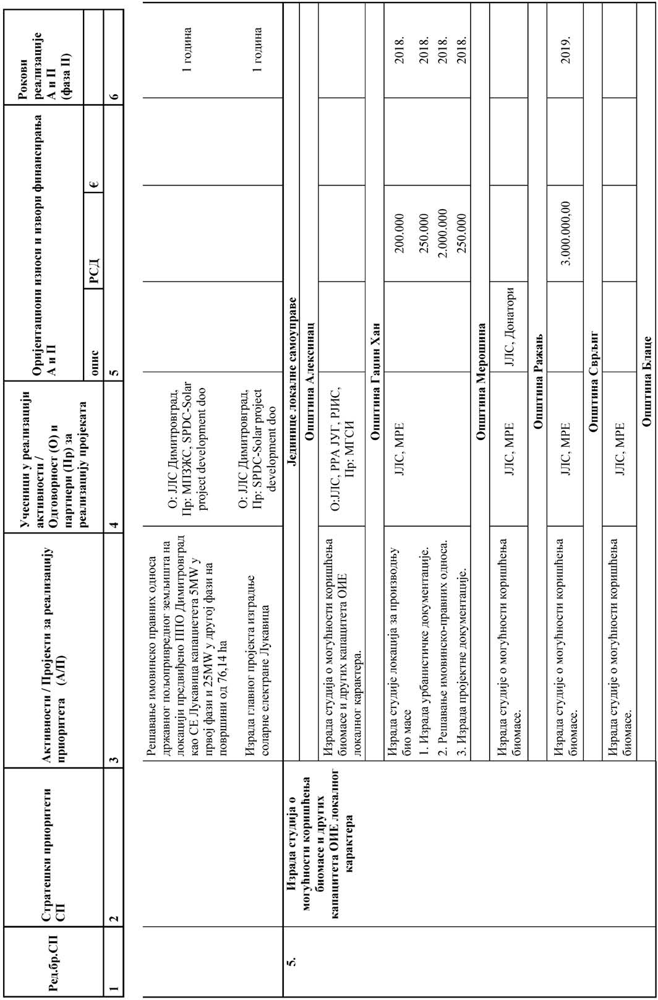 Ред.бр.СП
Стратешки приоритети
СП
Активности / Пројекти за реализацију
приоритета (А/П)
Учесници у реализацији
активности /
Одговорност (О) и
партнери (Пр) за
реализацију пројеката
Оријентациони износи и извори финансирања
А и П
Рокови
реализације
А и П
(фаза II)
опис
РСД
€
1
2
3
4
5
6
Решавање имовинско правних односа
државног пољопривредног земљишта на
локацији предвиђено ППО Димитровград
као СЕ Лукавица капациетета 5MW у
првој фази и 25MW у другој фази на
површини од 76,14 ha
О: ЈЛС Димитровград,
Пр: МПЗЖС, SPDC-Solar
project development doo
1 година
Израда главног пројекта изградње
соларне електране Лукавица
О: ЈЛС Димитровград,
Пр: SPDC-Solar project
development doo
1 година
5.
Израда студија о
могућности коришћења
биомасе и других
капацитета ОИЕ локалног
карактера
Јединице локалне самоуправе
Општина Алексинац
Израда студија о могућности коришћења
биомасе и других капацитета ОИЕ
локалног карактера.
О:ЈЛС, РРА ЈУГ, РЈИС,
Пр: МГСИ
Општина Гаџин Хан
Израда студије локација за производњу
био масе
ЈЛС, МРЕ
200.000
2018.
1. Израда урбанистичке документације.
250.000
2018.
2. Решавање имовинско-правних односа.
2.000.000
2018.
3. Израда пројектне документације.
250.000
2018.
Општина Мерошина
Израда студије о могућности коришћења
биомасе.
ЈЛС, МРЕ
ЈЛС, Донатори
Општина Ражањ
Израда студије о могућности коришћења
биомасе.
ЈЛС, МРЕ
3.000.000,00
2019.
Општина Сврљиг
Израда студије о могућности коришћења
биомасе.
ЈЛС, МРЕ
Општина Блаце